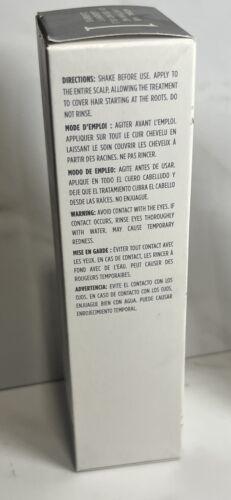 DIRECTIONS: SHAKE BEFORE USE. APPLY TO
THE ENTIRE SCALP, ALLOWING THE TREATMENT
TO COVER HAIR STARTING AT THE ROOTS. DO
NOT RINSE.
MODE D'EMPLOI : AGITER AVANT L'EMPLOI.
APPLIQUER SUR TOUT LE CUIR CHEVELU EN
LAISSANT LE SOIN COUVRIR LES CHEVEUX À
PARTIR DES RACINES. NE PAS RINCER.
MODO DE EMPLEO: AGITE ANTES DE USAR.
APLIQUE EN TODO EL CUERO CABELLUDO Y
DEJE QUE EL TRATAMIENTO CUBRA EL CABELLO
DESDE LAS RAÍCES. NO ENJUAGUE.
WARNING: AVOID CONTACT WITH THE EYES. IF
CONTACT OCCURS, RINSE EYES THOROUGHLY
WITH WATER. MAY CAUSE TEMPORARY
REDNESS.
MISE EN GARDE : ÉVITER TOUT CONTACT AVEC
LES YEUX. EN CAS DE CONTACT, LES RINCER À
FOND AVEC DE L'EAU. PEUT CAUSER DES
ROUGEURS TEMPORAIRES.
ADVERTENCIA: EVITE EL CONTACTO CON LOS
OJOS. EN CASO DE CONTACTO CON LOS OJOS,
ENJUAGUE BIEN CON AGUA. PUEDE CAUSAR
ENROJECIMIENTO TEMPORAL.